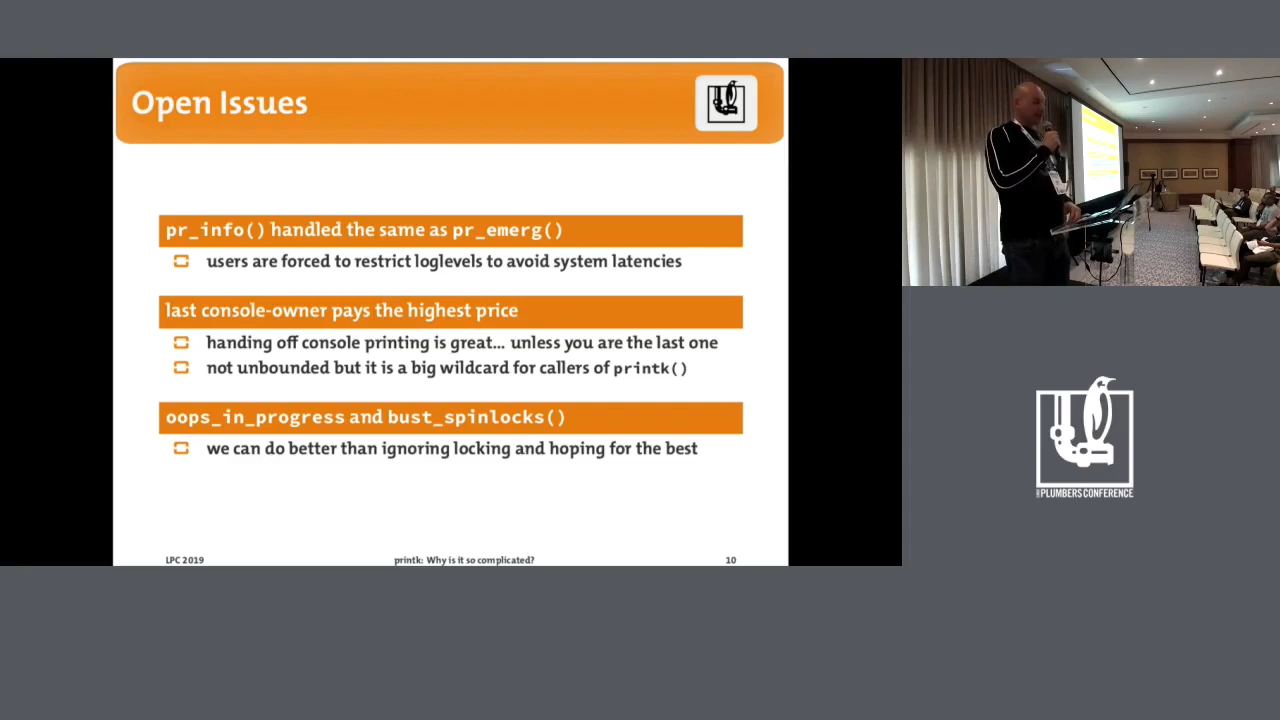 Open Issues
pr_info() handled the same as pr_emerg()
users are forced to restrict loglevels to avoid system latencies
last console-owner pays the highest price
handing off console printing is great... unless you are the last one
not unbounded but it is a big wildcard for callers of printk()
oops_in_progress and bust_spinlocks()
we can do better than ignoring locking and hoping for the best
LPC 2019
printk: Why is it so complicated?
10
PLUMBERS CONFERENCE